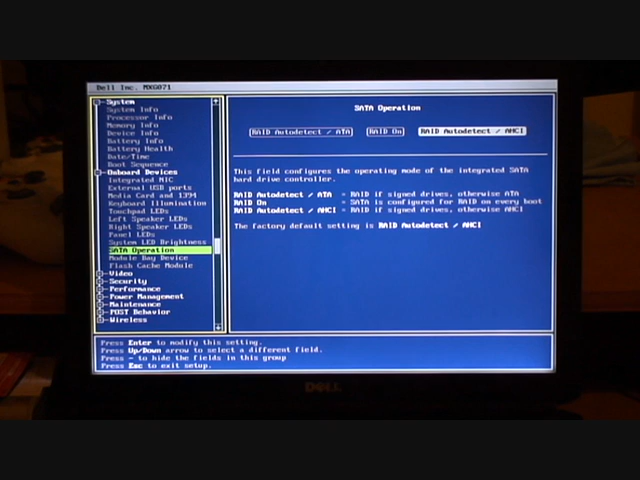 Dell Inc. MXG071
System
System Info
Processor Info
Memory Info
Device Info
Battery Info
Battery Health
Date/Time
Boot Sequence
Onboard Devices
Integrated NIC
External USB ports
Media Card and 1394
Keyboard Illumination
Touchpad LEDs
Left Speaker LEDs
Right Speaker LEDs
Panel LEDs
System LED Brightness
SATA Operation
Module Bay Device
Flash Cache Module
Video
Security
Performance
Power Management
Maintenance
POST Behavior
Wireless
SATA Operation
RAID Autodetect / ATA RAID On RAID Autodetect / AHCI
This field configures the operating mode of the integrated SATA
hard drive controller.
RAID Autodetect / ATA = RAID if signed drives, otherwise ATA
RAID On = SATA is configured for RAID on every boot
RAID Autodetect / AHCI = RAID if signed drives, otherwise AHCI
The factory default setting is RAID Autodetect / AHCI
Press Enter to modify this setting.
Press Up/Down arrow to select a different field.
Press - to hide the fields in this group
Press Esc to exit setup.
DELL